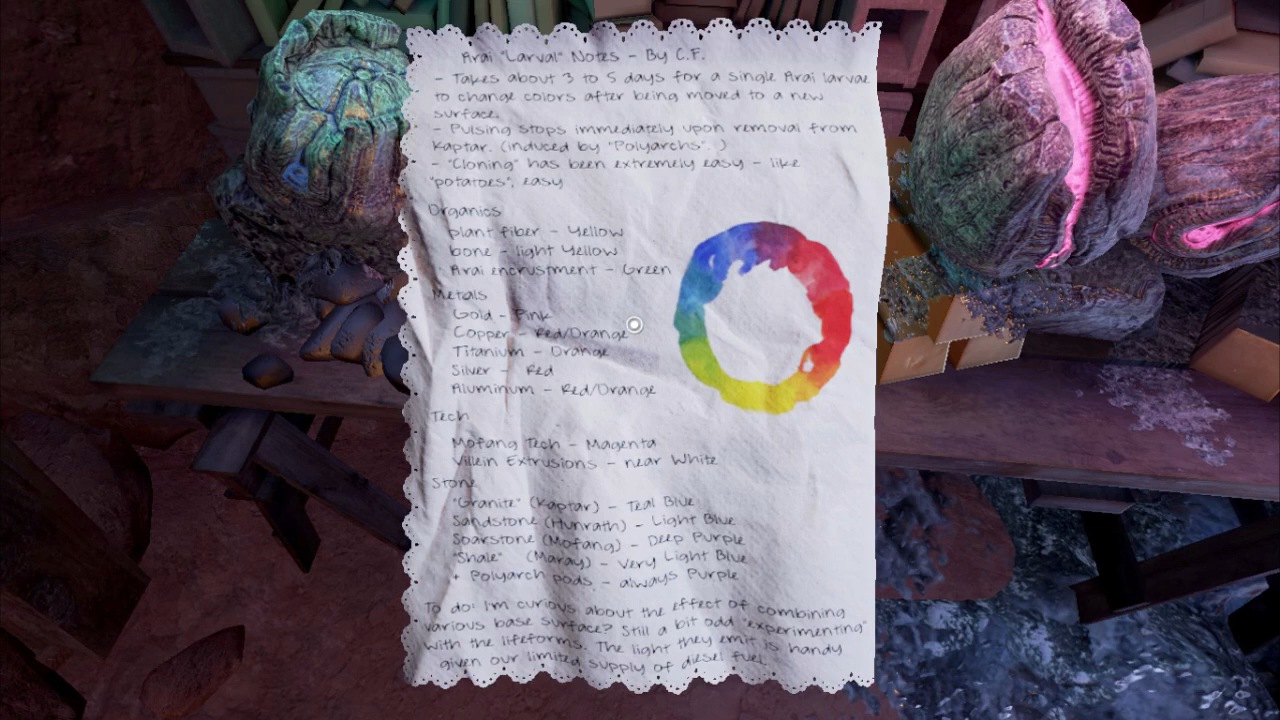 Arai "Larval" Notes - By C.F.
- Takes about 3 to 5 days for a single Arai larvae
to change colors after being moved to a new
surface.
- Pulsing stops immediately upon removal from
Kaptar. (induced by "Polyarchs". )
- "Cloning" has been extremely easy - like
"potatoes", easy
Organics
plant fiber - Yellow
bone - light Yellow
Arai encrustment - Green
Metals
Gold - Pink
Copper - Red/Orange
Titanium - Orange
Silver - Red
Aluminum - Red/Orange
Tech
Mofang Tech - Magenta
Villein Extrusions - near White
Stone
"Granite" (Kaptar) - Teal Blue
Sandstone (Hunrath) - Light Blue
Soarstone (Mofang) - Deep Purple
"Shale" (Maray) - Very Light Blue
+ Polyarch pods - always Purple
To do: I'm curious about the effect of combining
various base surface? Still a bit odd "experimenting"
with the lifeforms. The light they emit is handy
given our limited supply of diesel fuel.